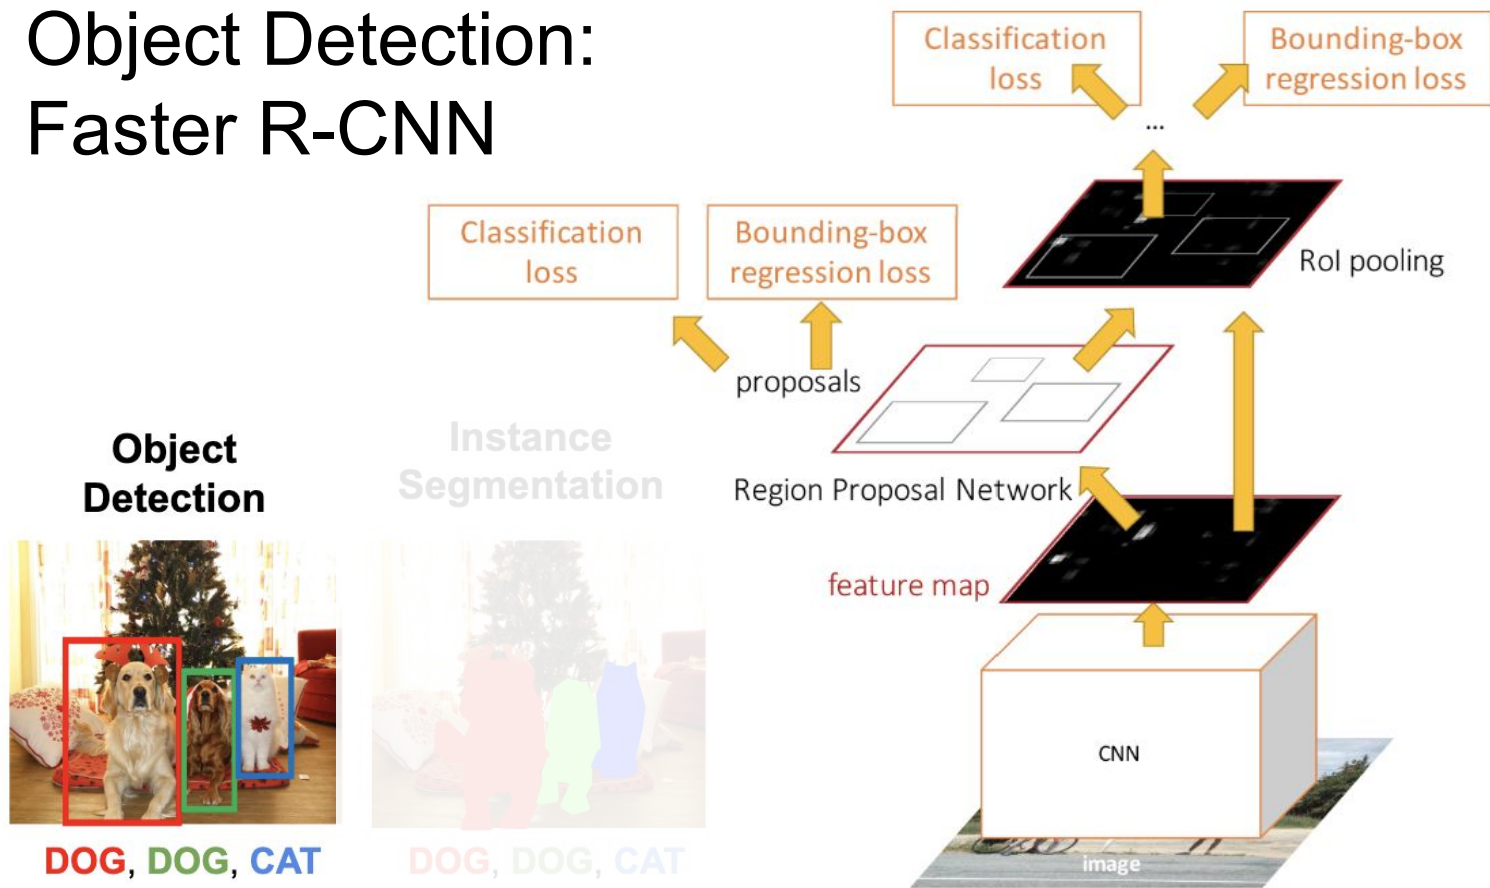 Object Detection:
Faster R-CNN
Classification
loss
Bounding-box
regression loss
...
RoI pooling
Classification
loss
Bounding-box
regression loss
proposals
Region Proposal Network
feature map
CNN
image
Object
Detection
DOG, DOG, CAT
Instance
Segmentation
DOG, DOG, CAT